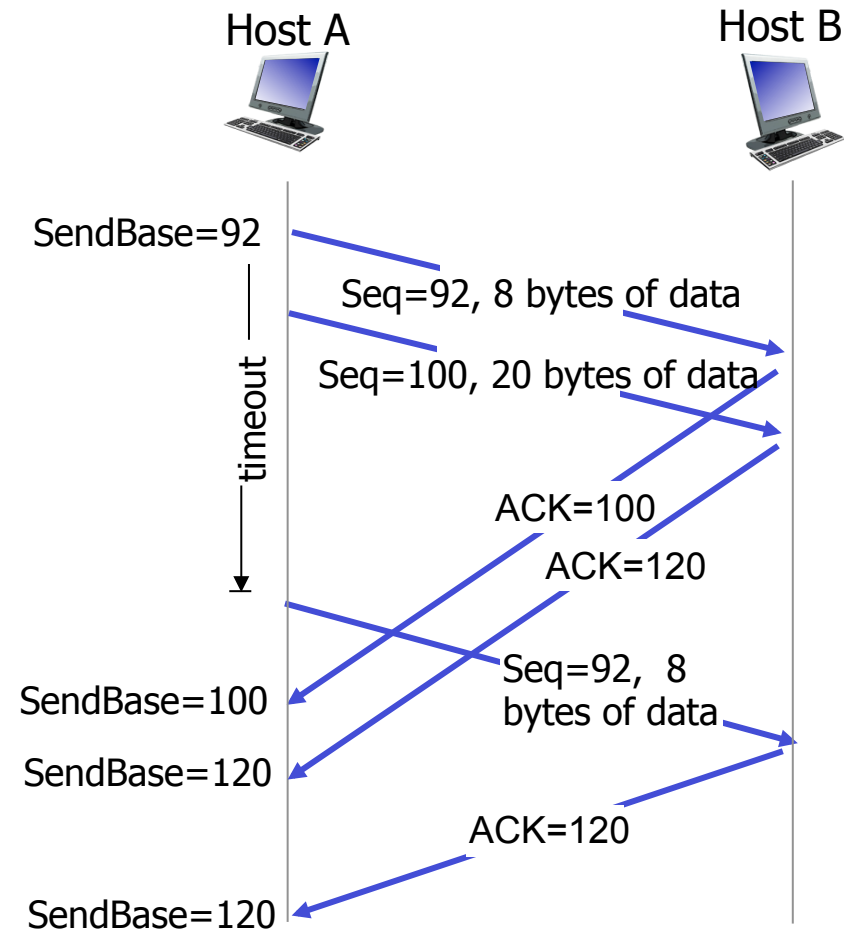 Host A
Host B
SendBase=92
Seq=92, 8 bytes of data
Seq=100, 20 bytes of data
timeout
ACK=100
ACK=120
Seq=92, 8
bytes of data
SendBase=100
SendBase=120
ACK=120
SendBase=120